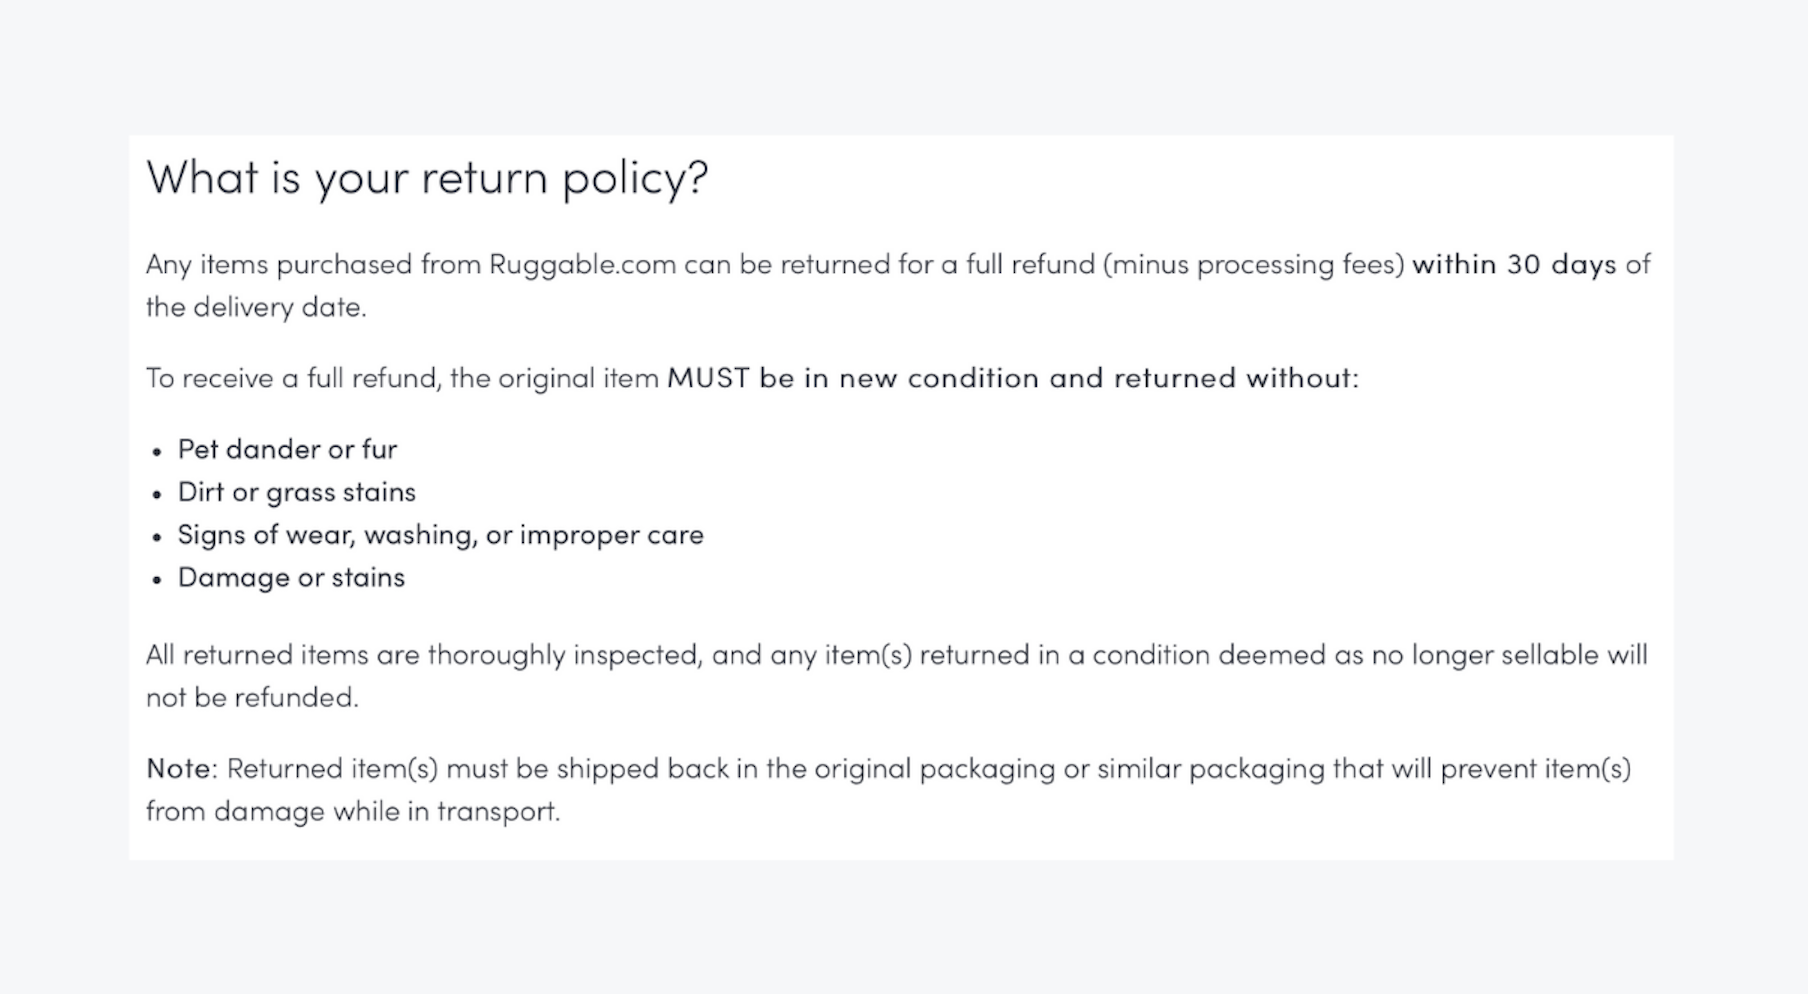 What is your return policy?
Any items purchased from Ruggable.com can be returned for a full refund (minus processing fees) within 30 days of
the delivery date.
To receive a full refund, the original item MUST be in new condition and returned without:
• Pet dander or fur
• Dirt or grass stains
• Signs of wear, washing, or improper care
• Damage or stains
All returned items are thoroughly inspected, and any item(s) returned in a condition deemed as no longer sellable will
not be refunded.
Note: Returned item(s) must be shipped back in the original packaging or similar packaging that will prevent item(s)
from damage while in transport.